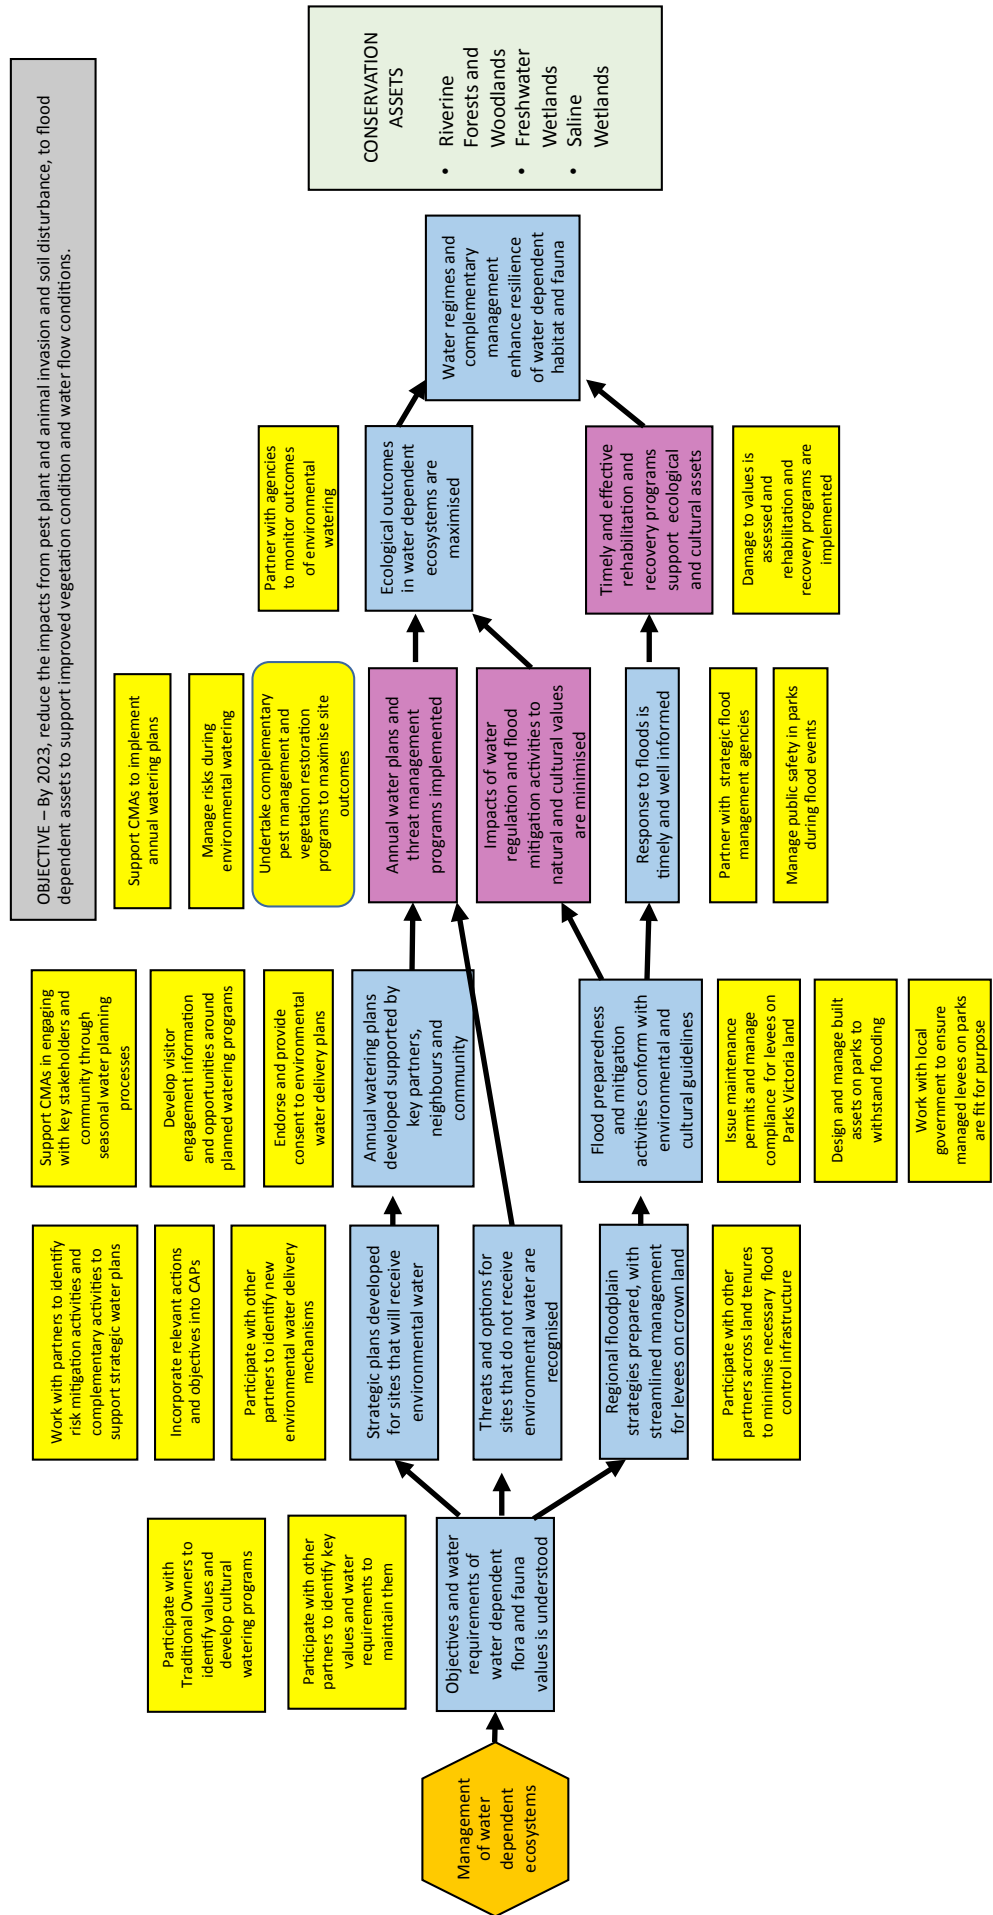 OBJECTIVE – By 2023, reduce the impacts from pest plant and animal invasion and soil disturbance, to flood
dependent assets to support improved vegetation condition and water flow conditions.
Management
of water
dependent
ecosystems
Participate with
Traditional Owners to
identify values and
develop cultural
watering programs
Participate with other
partners to identify key
values and water
requirements to
maintain them
Objectives and water
requirements of
water dependent
flora and fauna
values is understood
Work with partners to identify
risk mitigation activities and
complementary activities to
support strategic water plans
Incorporate relevant actions
and objectives into CAPs
Participate with other
partners to identify new
environmental water delivery
mechanisms
Strategic plans developed
for sites that will receive
environmental water
Threats and options for
sites that do not receive
environmental water are
recognised
Regional floodplain
strategies prepared, with
streamlined management
for levees on crown land
Participate with other
partners across land tenures
to minimise necessary flood
control infrastructure
Support CMAs in engaging
with key stakeholders and
community through
seasonal water planning
processes
Develop visitor
engagement information
and opportunities around
planned watering programs
Endorse and provide
consent to environmental
water delivery plans
Annual watering plans
developed supported by
key partners,
neighbours and
community
Flood preparedness
and mitigation
activities conform with
environmental and
cultural guidelines
Issue maintenance
permits and manage
compliance for levees on
Parks Victoria land
Design and manage built
assets on parks to
withstand flooding
Work with local
government to ensure
managed levees on parks
are fit for purpose
Support CMAs to implement
annual watering plans
Manage risks during
environmental watering
Undertake complementary
pest management and
vegetation restoration
programs to maximise site
outcomes
Annual water plans and
threat management
programs implemented
Impacts of water
regulation and flood
mitigation activities to
natural and cultural values
are minimised
Response to floods is
timely and well informed
Partner with strategic flood
management agencies
Manage public safety in parks
during flood events
Partner with agencies
to monitor outcomes
of environmental
watering
Ecological outcomes
in water dependent
ecosystems are
maximised
Timely and effective
rehabilitation and
recovery programs
support ecological
and cultural assets
Damage to values is
assessed and
rehabilitation and
recovery programs are
implemented
Water regimes and
complementary
management
enhance resilience
of water dependent
habitat and fauna
CONSERVATION
ASSETS
• Riverine
Forests and
Woodlands
• Freshwater
Wetlands
• Saline
Wetlands